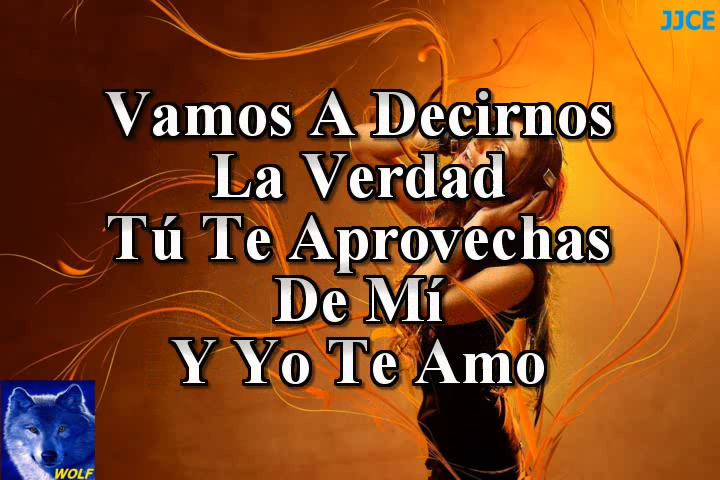 JJCE
Vamos A Decirnos
La Verdad
Tú Te Aprovechas
De Mí
Y Yo Te Amo
WOLF